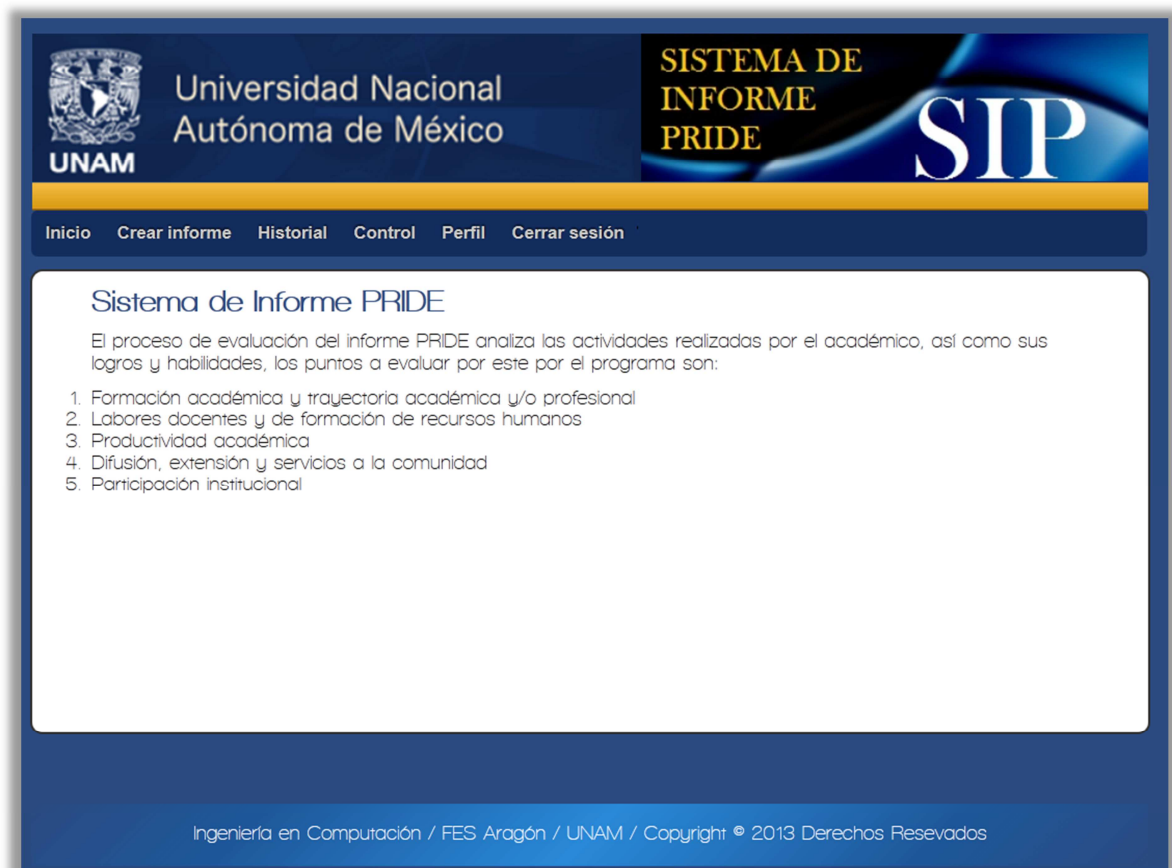 UNAM
Universidad Nacional
Autónoma de México
SISTEMA DE
INFORME
PRIDE
SIP
Inicio Crear informe Historial Control Perfil Cerrar sesión
Sistema de Informe PRIDE
El proceso de evaluación del informe PRIDE analiza las actividades realizadas por el académico, así como sus
logros y habilidades, los puntos a evaluar por este por el programa son:
1. Formación académica y trayectoria académica y/o profesional
2. Labores docentes y de formación de recursos humanos
3. Productividad académica
4. Difusión, extensión y servicios a la comunidad
5. Participación institucional
Ingeniería en Computación / FES Aragón / UNAM / Copyright © 2013 Derechos Resevados